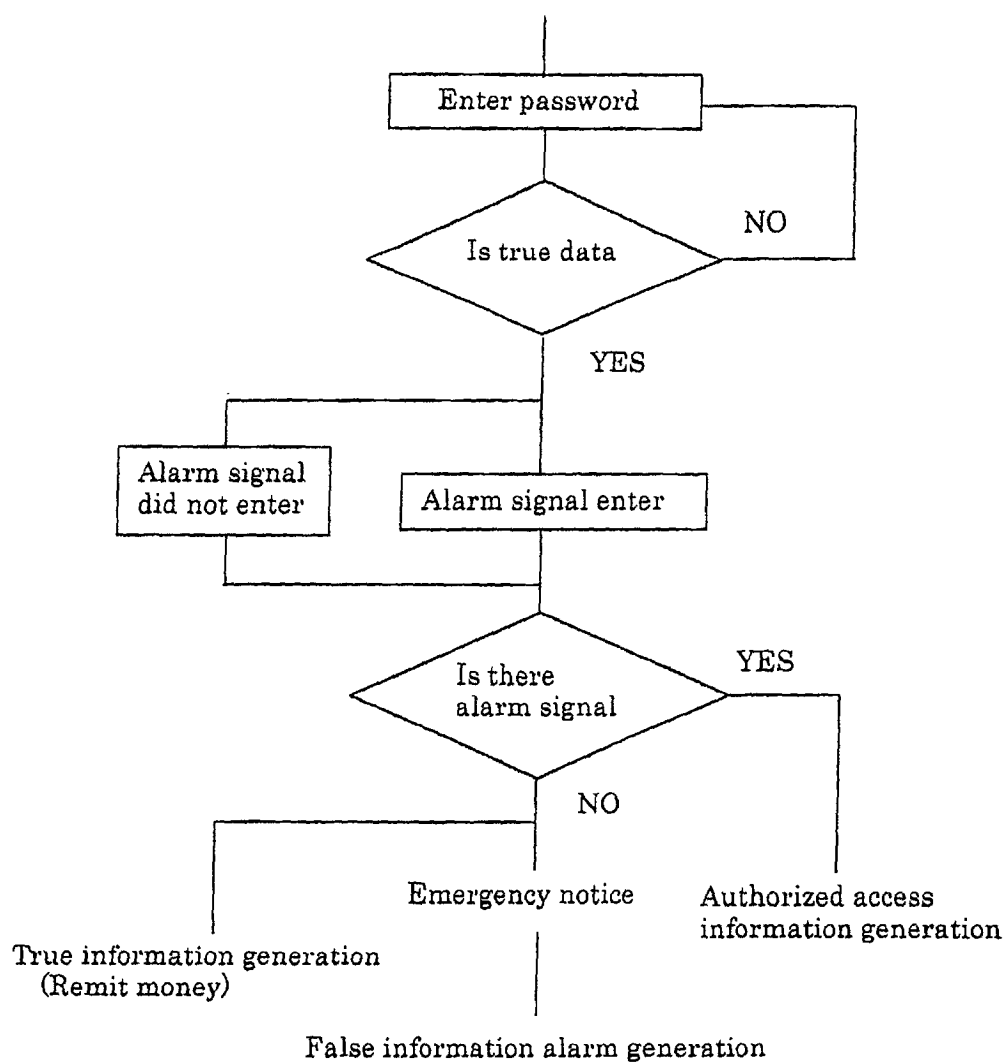 Enter password
Is true data
NO
YES
Alarm signal
did not enter
Alarm signal enter
Is there
alarm signal
YES
NO
Emergency notice
Authorized access
information generation
True information generation
(Remit money)
False information alarm generation